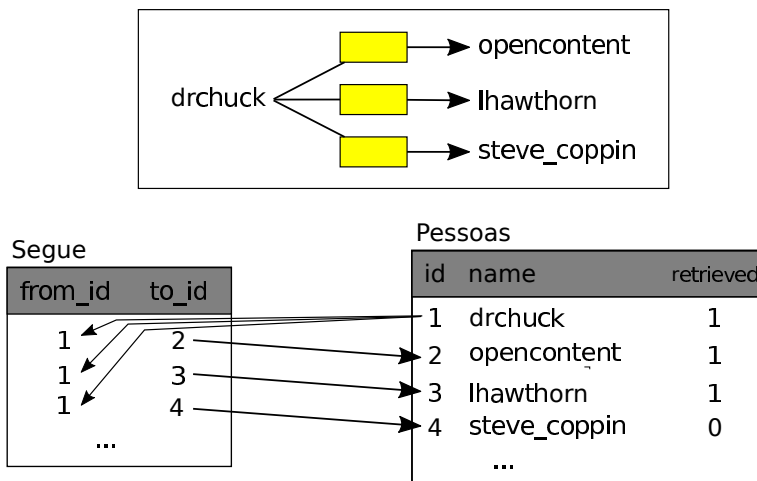 opencontent
drchuck
lhawthorn
steve_coppin
Segue
from_id to_id
1 2
1 3
1 4
...
Pessoas
id name retrieved
1 drchuck 1
2 opencontent 1
3 lhawthorn 1
4 steve_coppin 0
...